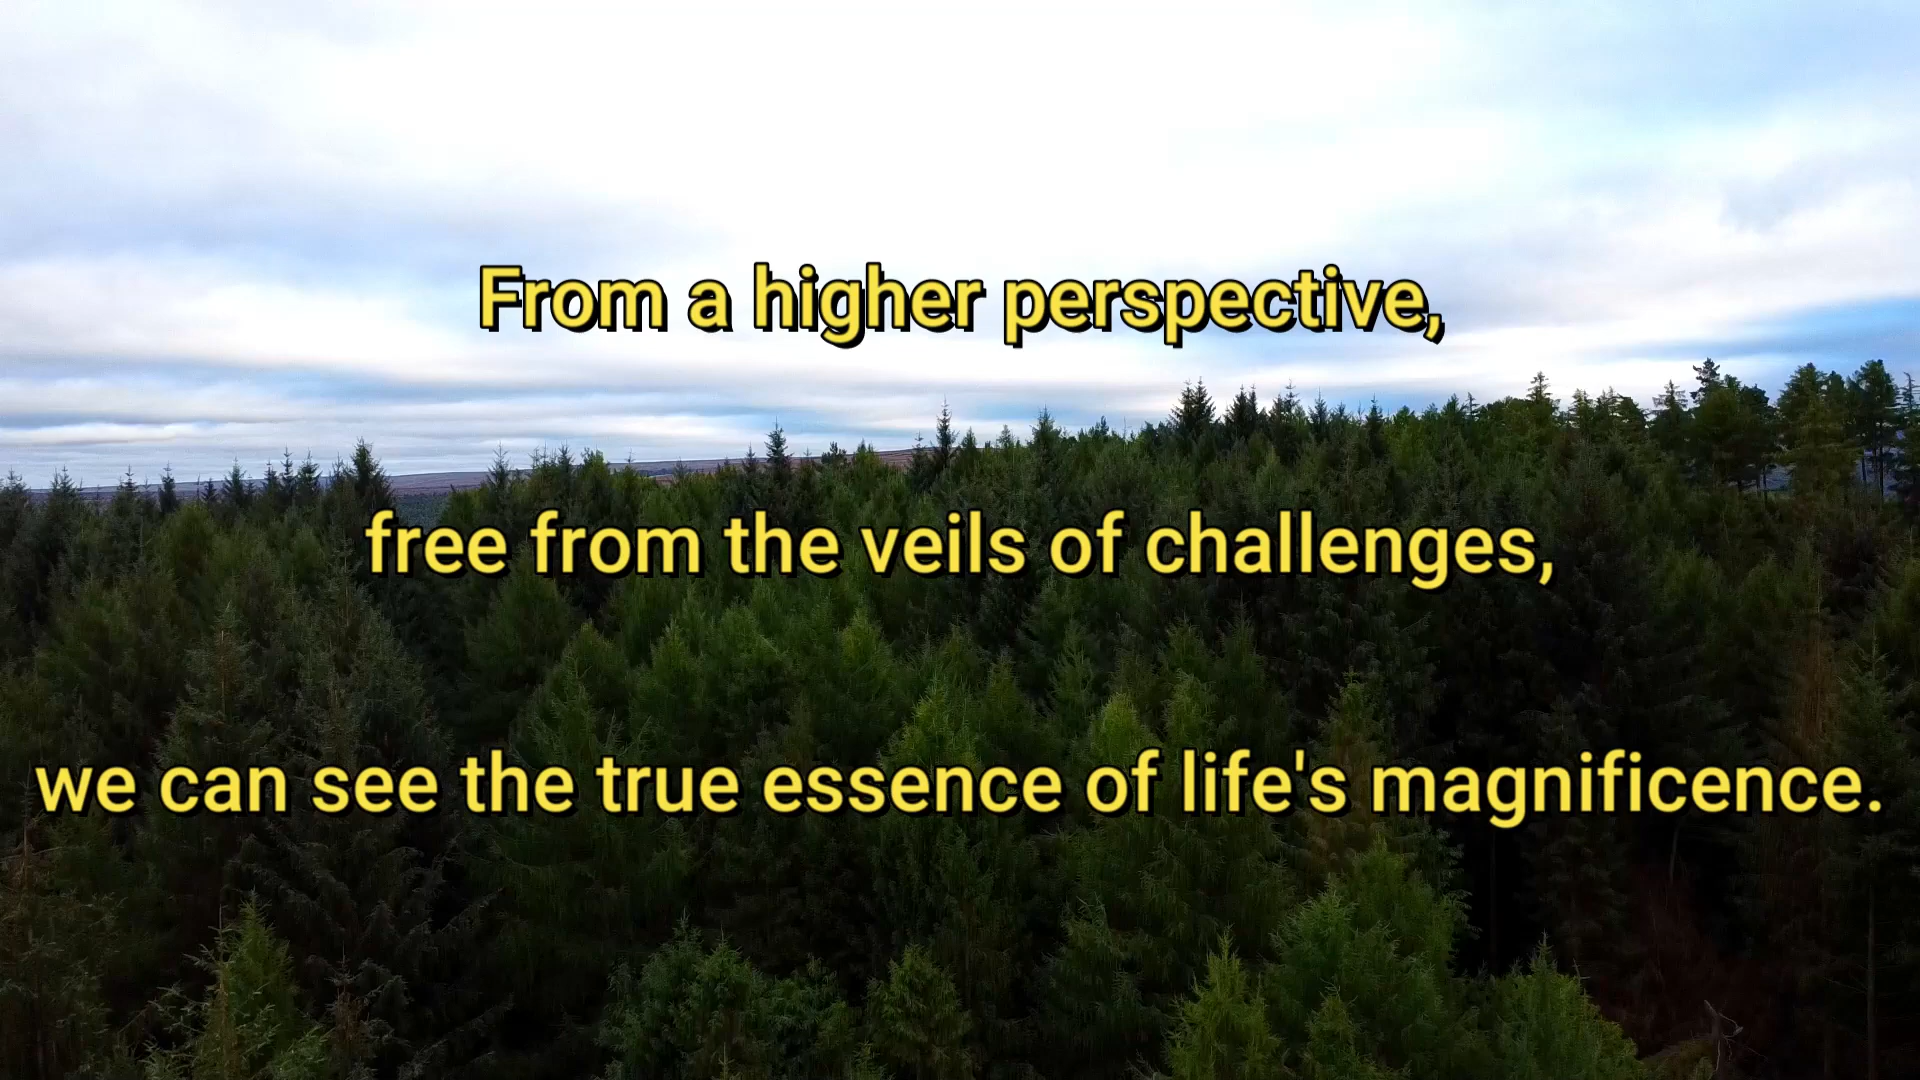 From a higher perspective,
free from the veils of challenges,
we can see the true essence of life's magnificence.